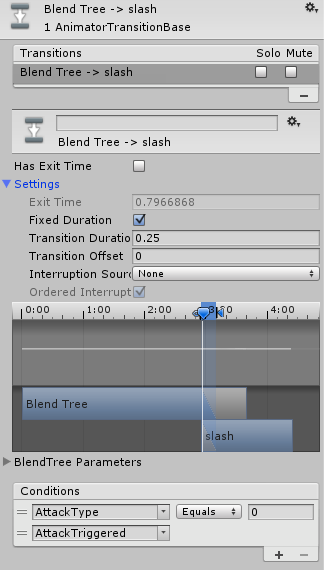 Blend Tree -> slash
1 AnimatorTransitionBase
Transitions Solo Mute
Blend Tree -> slash
Blend Tree -> slash
Has Exit Time
Settings
Exit Time 0.7966868
Fixed Duration
Transition Duratio 0.25
Transition Offset 0
Interruption Sourc None
Ordered Interrupt
0:00 1:00 2:00 3:00 4:00
Blend Tree
slash
BlendTree Parameters
Conditions
AttackType Equals 0
AttackTriggered
+ −